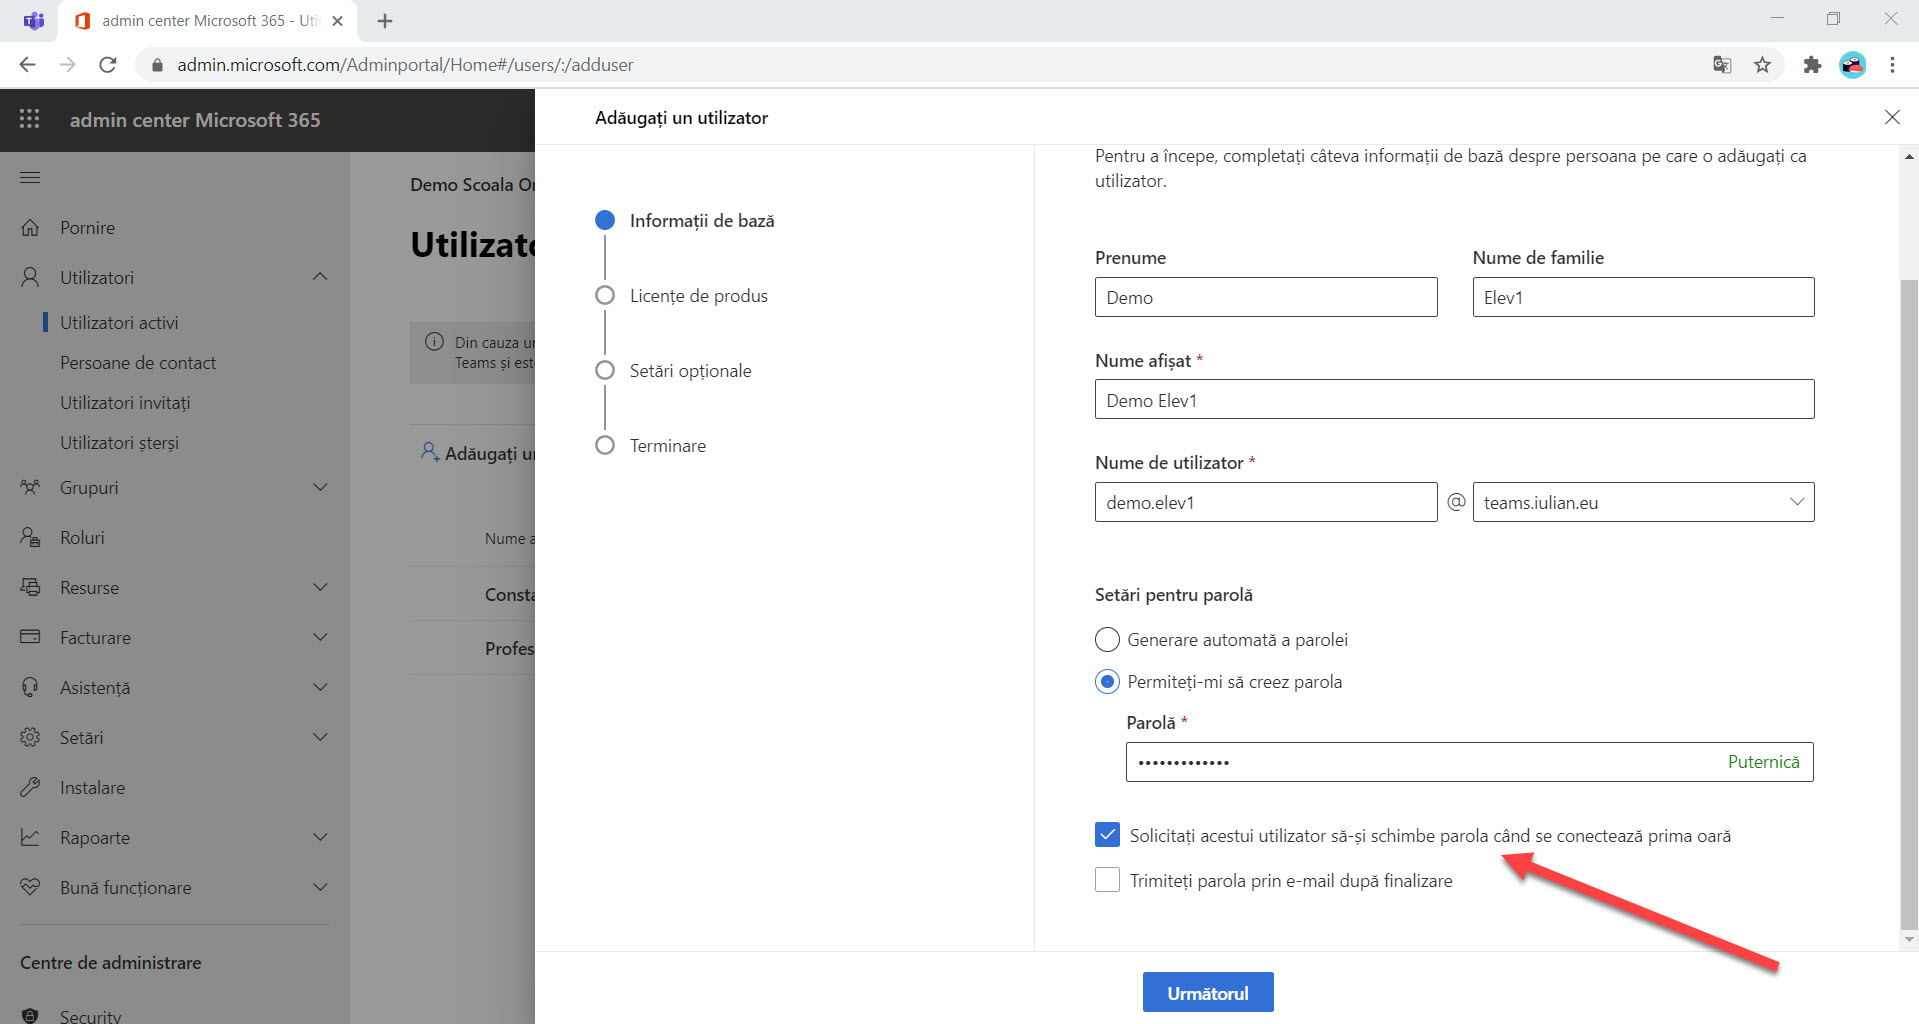 admin center Microsoft 365 - Uti
admin.microsoft.com/Adminportal/Home#/users/:/adduser
admin center Microsoft 365
Pornire
Utilizatori
Utilizatori activi
Persoane de contact
Utilizatori invitați
Utilizatori șterși
Grupuri
Roluri
Resurse
Facturare
Asistență
Setări
Instalare
Rapoarte
Bună funcționare
Centre de administrare
Security
Demo Scoala On
Utilizato
Din cauza un
Teams și este
Adăugați un
Nume a
Consta
Profes
Adăugați un utilizator
Informații de bază
Licențe de produs
Setări opționale
Terminare
Pentru a începe, completați câteva informații de bază despre persoana pe care o adăugați ca
utilizator.
Prenume
Nume de familie
Demo
Elev1
Nume afișat *
Demo Elev1
Nume de utilizator *
demo.elev1 @ teams.iulian.eu
Setări pentru parolă
Generare automată a parolei
Permiteți-mi să creez parola
Parolă *
••••••••••••• Puternică
Solicitați acestui utilizator să-și schimbe parola când se conectează prima oară
Trimiteți parola prin e-mail după finalizare
Următorul